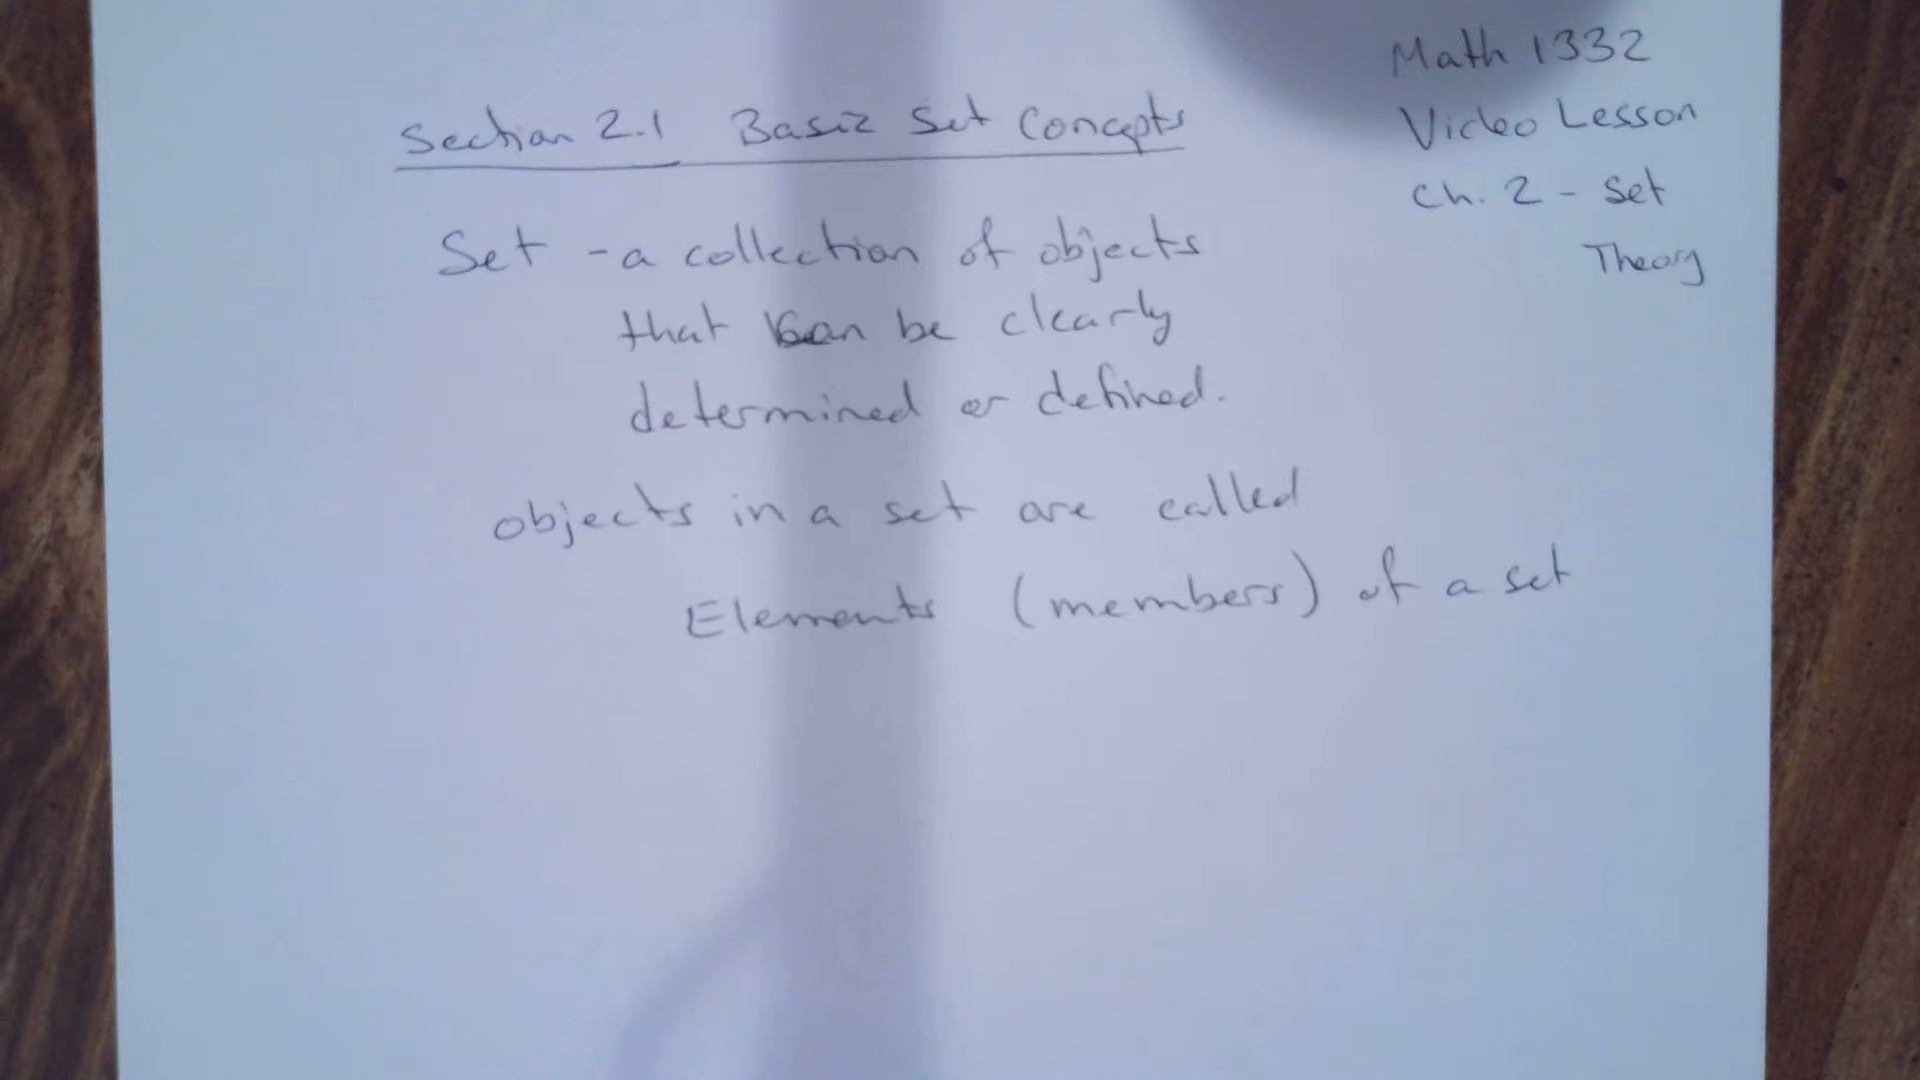 Math 1332
Video Lesson
Ch. 2 - Set
Theory
Section 2.1 Basic Set Concepts
Set - a collection of objects
that can be clearly
determined or defined.
objects in a set are called
Elements (members) of a set